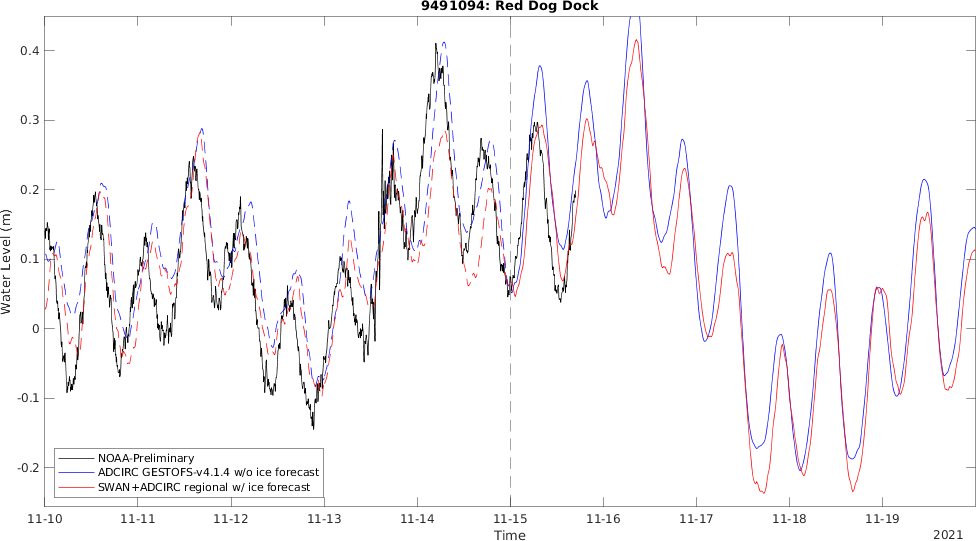 9491094: Red Dog Dock
0.4
0.3
0.2
0.1
0
-0.1
-0.2
Water Level (m)
NOAA-Preliminary
ADCIRC GESTOFS-v4.1.4 w/o ice forecast
SWAN+ADCIRC regional w/ ice forecast
11-10 11-11 11-12 11-13 11-14 11-15 11-16 11-17 11-18 11-19
Time
2021